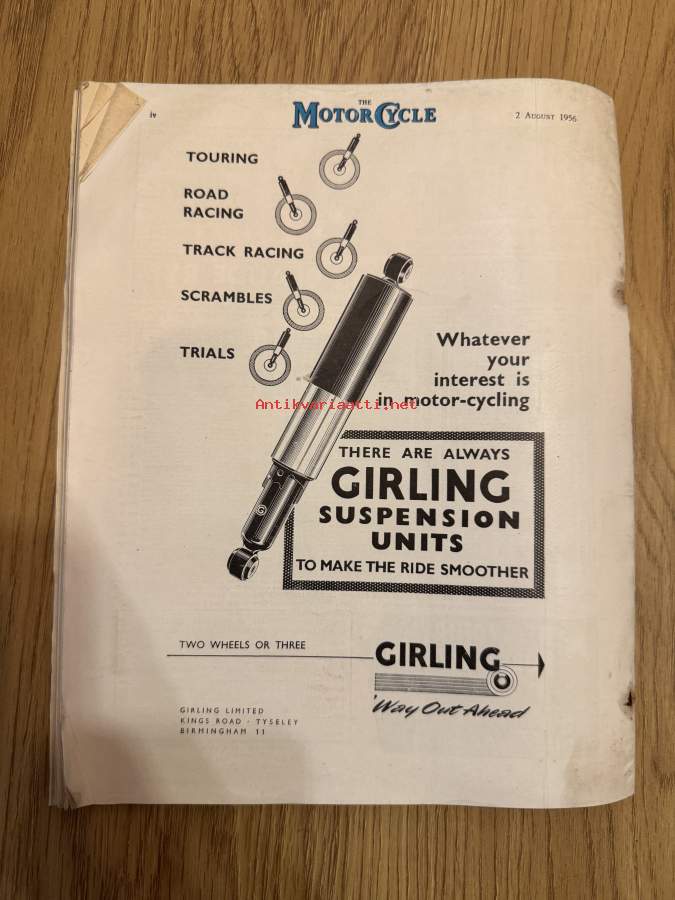 iv
THE
MOTOR CYCLE
2 AUGUST 1956
TOURING
ROAD
RACING
TRACK RACING
SCRAMBLES
TRIALS
Whatever
your
interest is
in motor-cycling
Antikvariaatti.net
THERE ARE ALWAYS
GIRLING
SUSPENSION
UNITS
TO MAKE THE RIDE SMOOTHER
TWO WHEELS OR THREE
GIRLING
'Way Out Ahead
GIRLING LIMITED
KINGS ROAD · TYSELEY
BIRMINGHAM 11